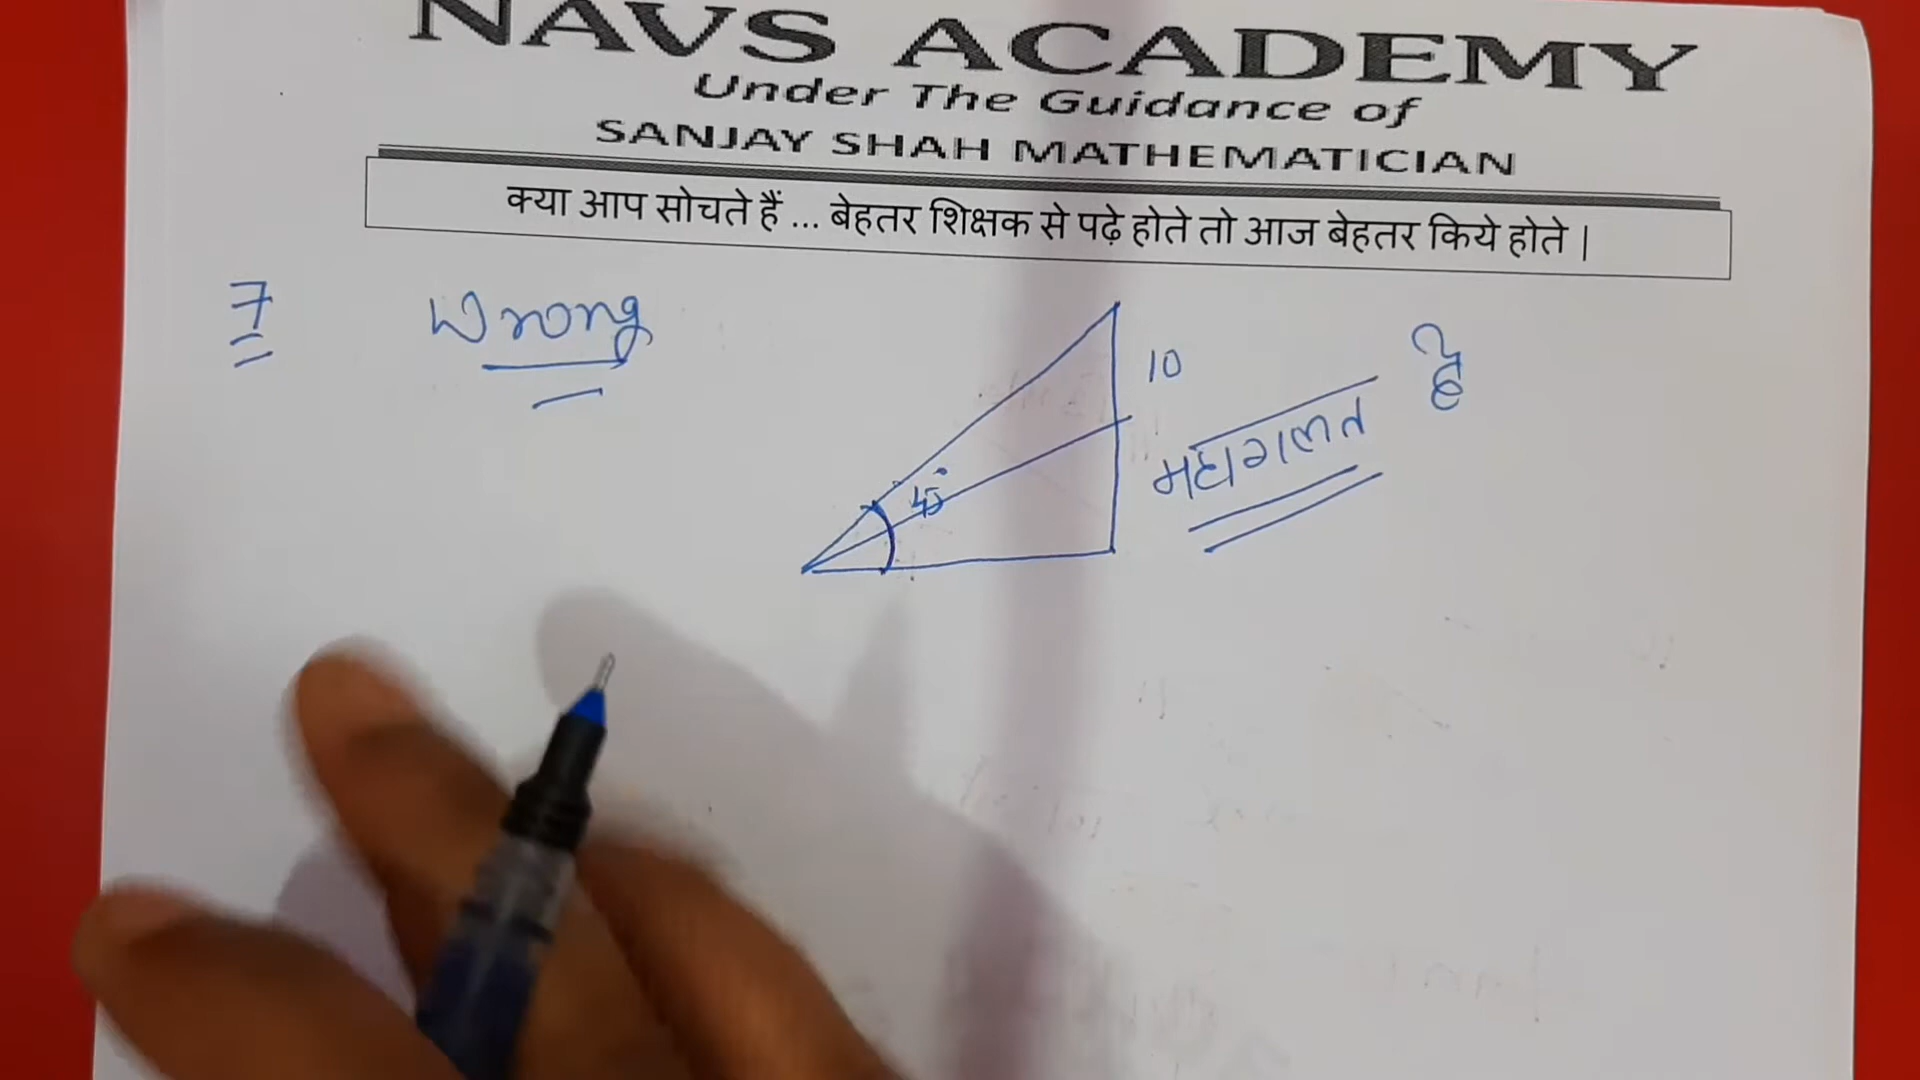 NAVS ACADEMY
Under The Guidance of
SANJAY SHAH MATHEMATICIAN
क्या आप सोचते हैं ... बेहतर शिक्षक से पढ़े होते तो आज बेहतर किये होते |
7 Wrong
10
45°
महागलत है